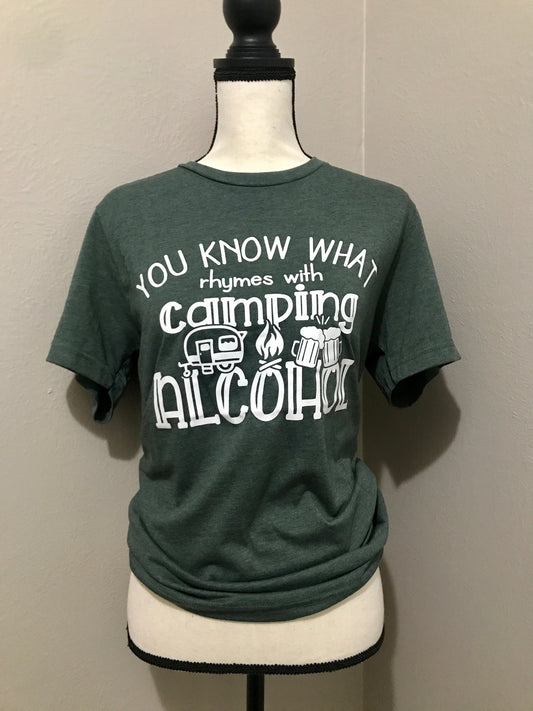 YOU KNOW WHAT
rhymes with
camping
ALCOHOL